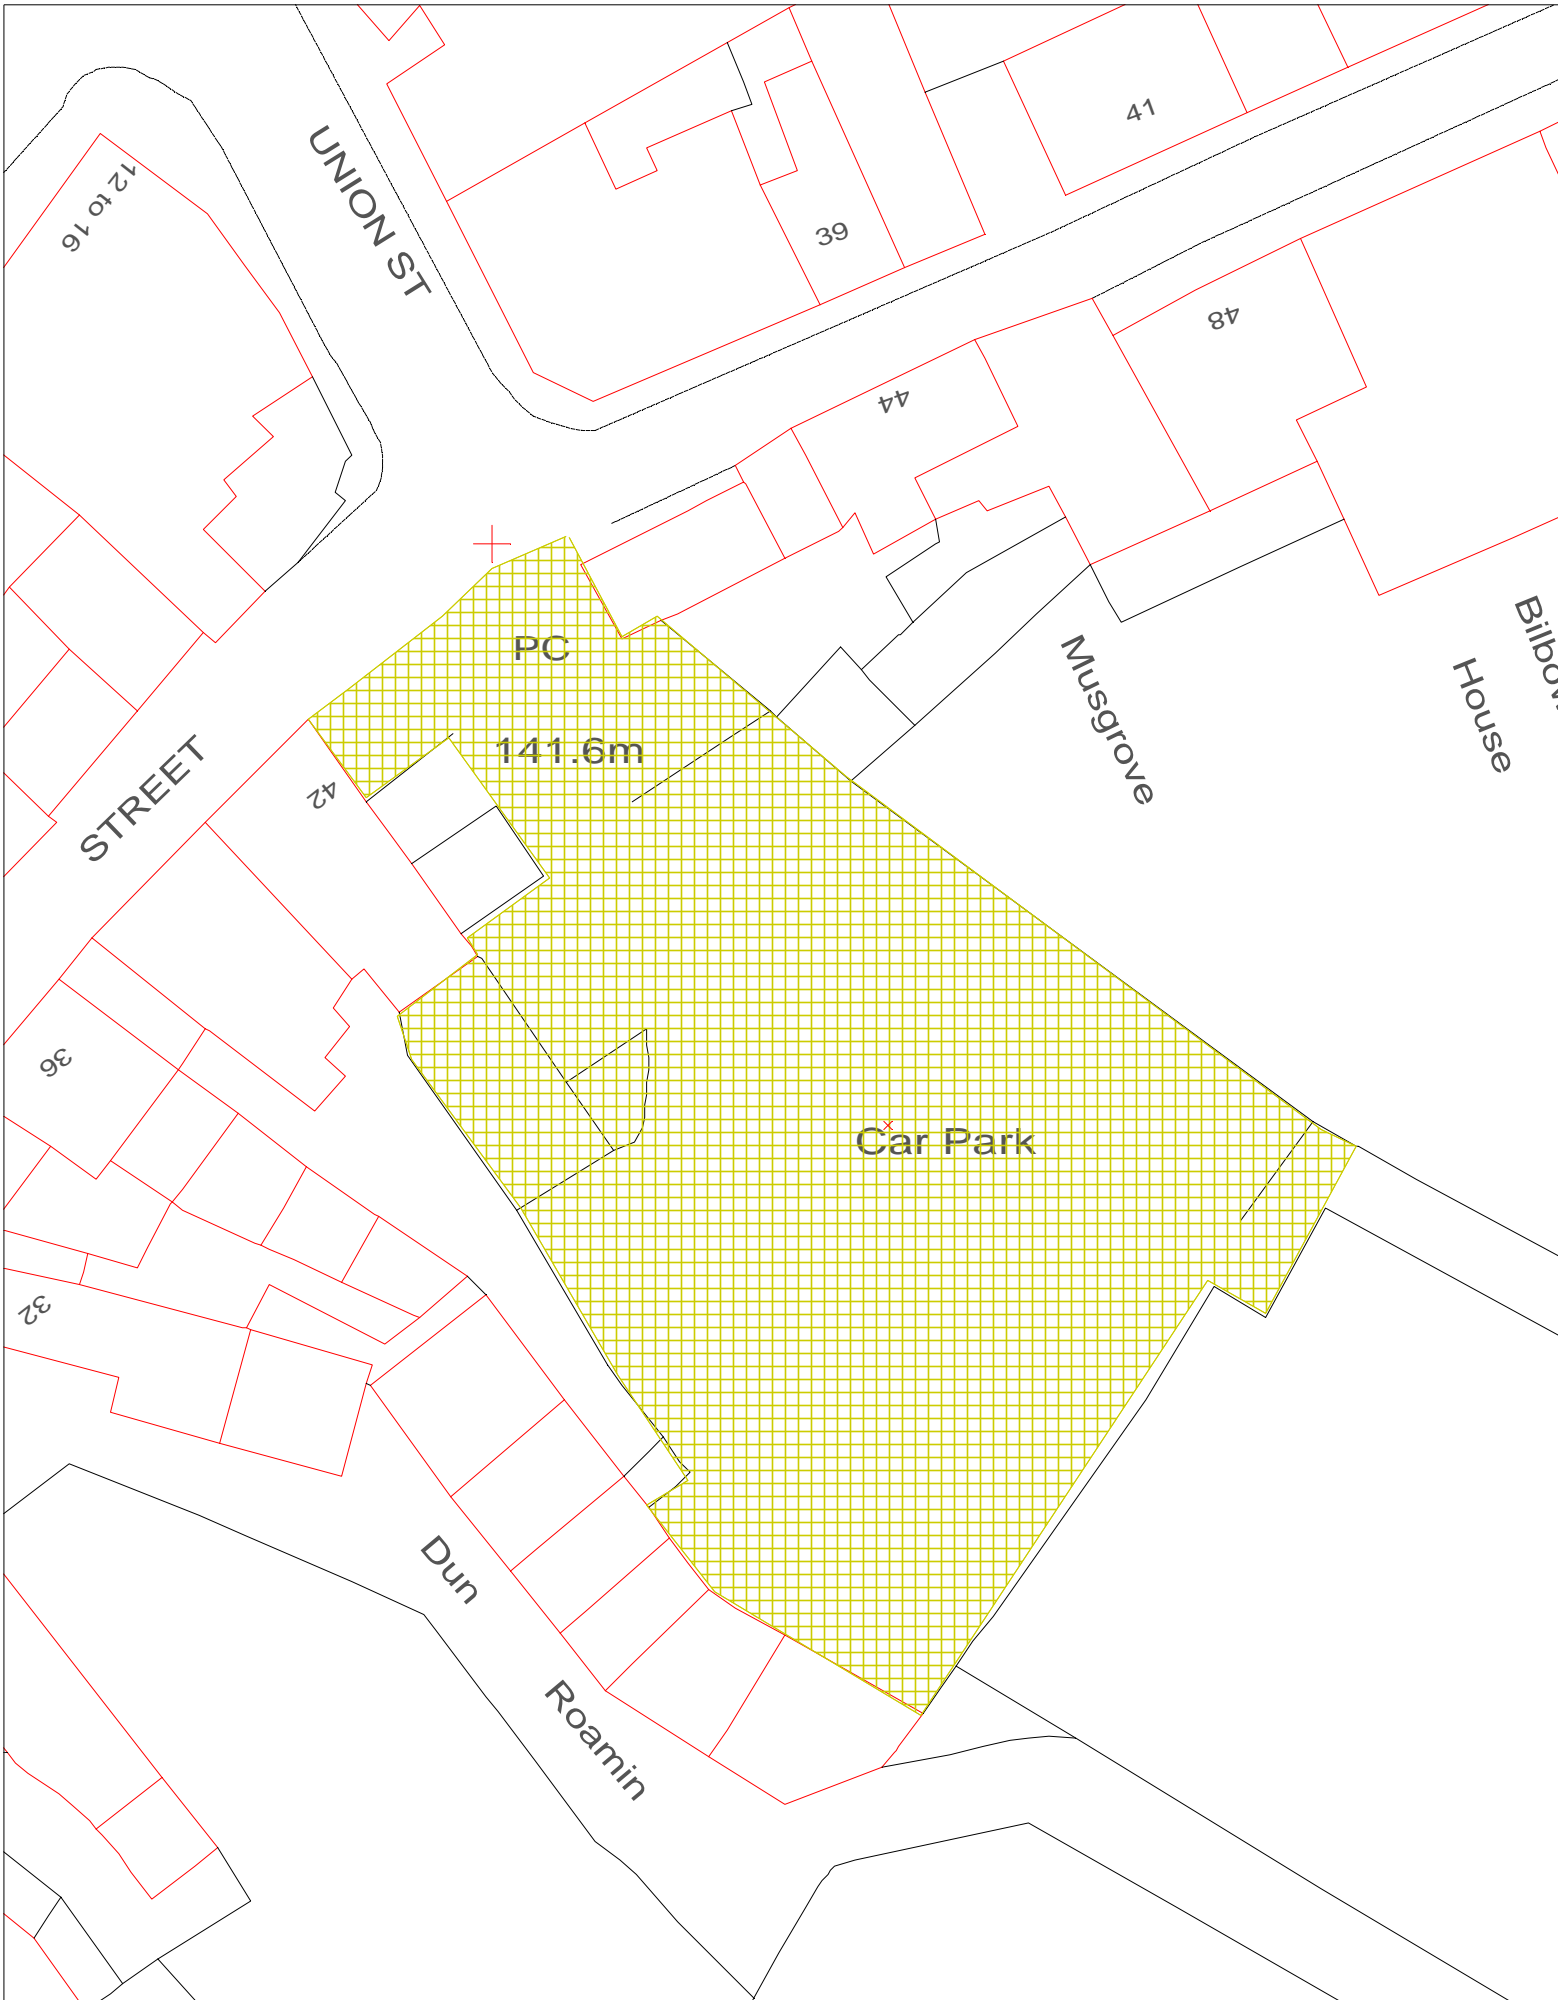 12 to 16
UNION ST
41
39
48
44
PC
141.6m
42
STREET
Musgrove
House
36
Car Park
32
Dun
Roamin